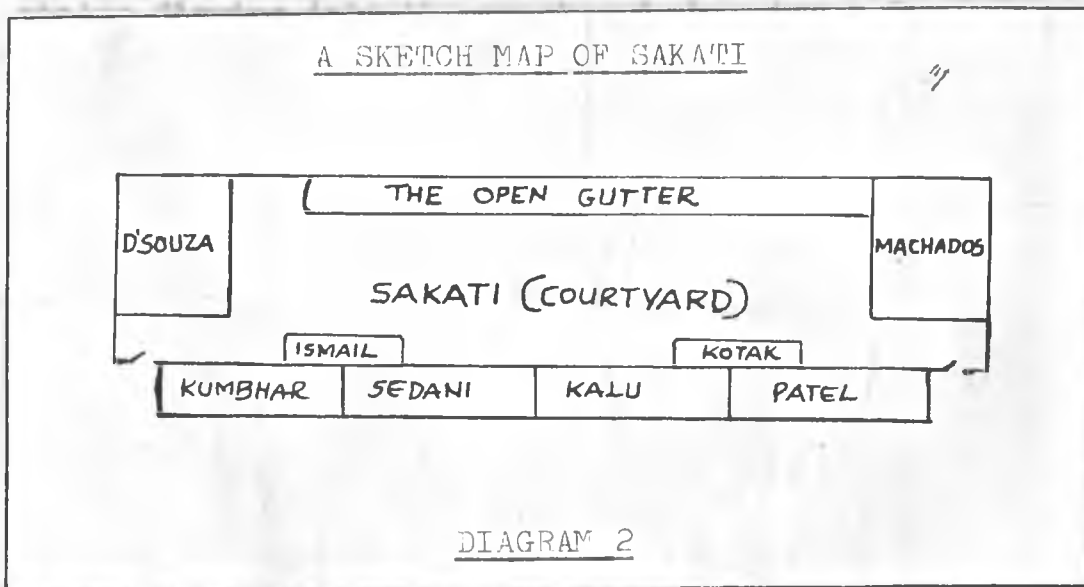 A SKETCH MAP OF SAKATI
THE OPEN GUTTER
D'SOUZA
MACHADOS
SAKATI (COURTYARD)
ISMAIL
KOTAK
KUMBHAR
SEDANI
KALU
PATEL
DIAGRAM 2